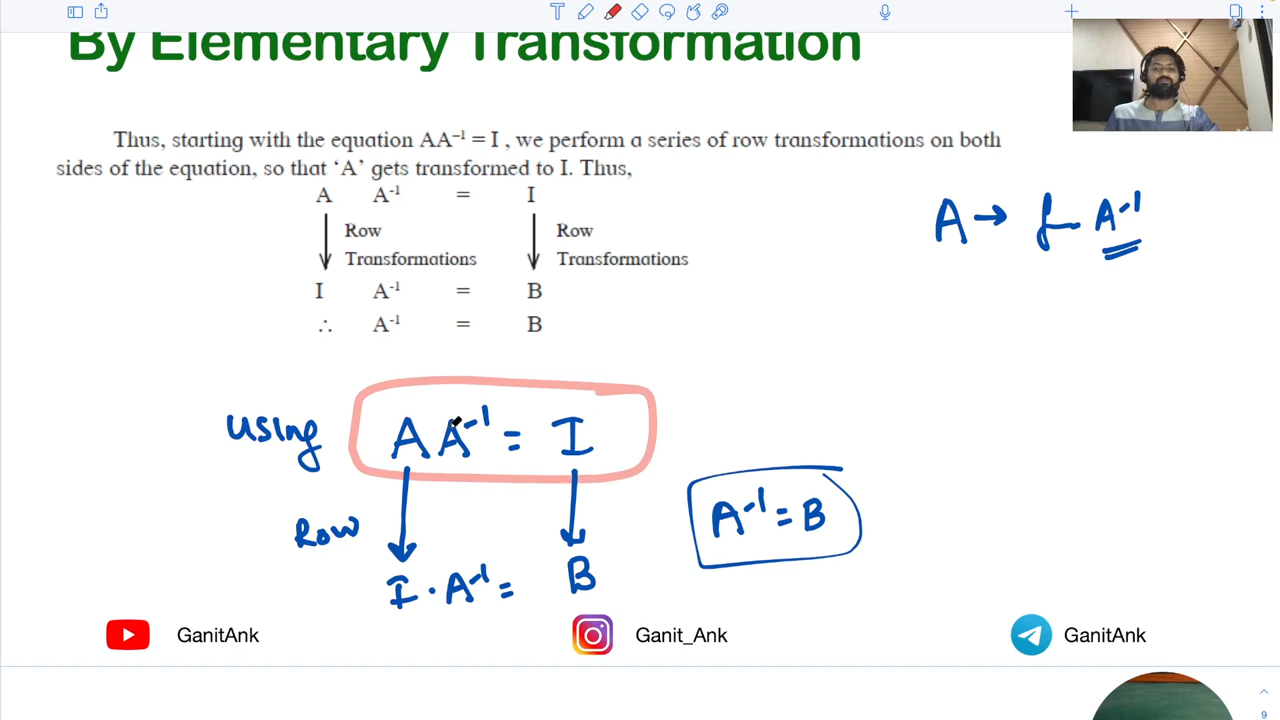 By Elementary Transformation
Thus, starting with the equation AA⁻¹ = I , we perform a series of row transformations on both
sides of the equation, so that ‘A’ gets transformed to I. Thus,
A A⁻¹ = I
Row Row
Transformations Transformations
I A⁻¹ = B
∴ A⁻¹ = B
A → A⁻¹
Using A A⁻¹ = I
Row
I · A⁻¹ = B
A⁻¹ = B
GanitAnk Ganit_Ank GanitAnk
9